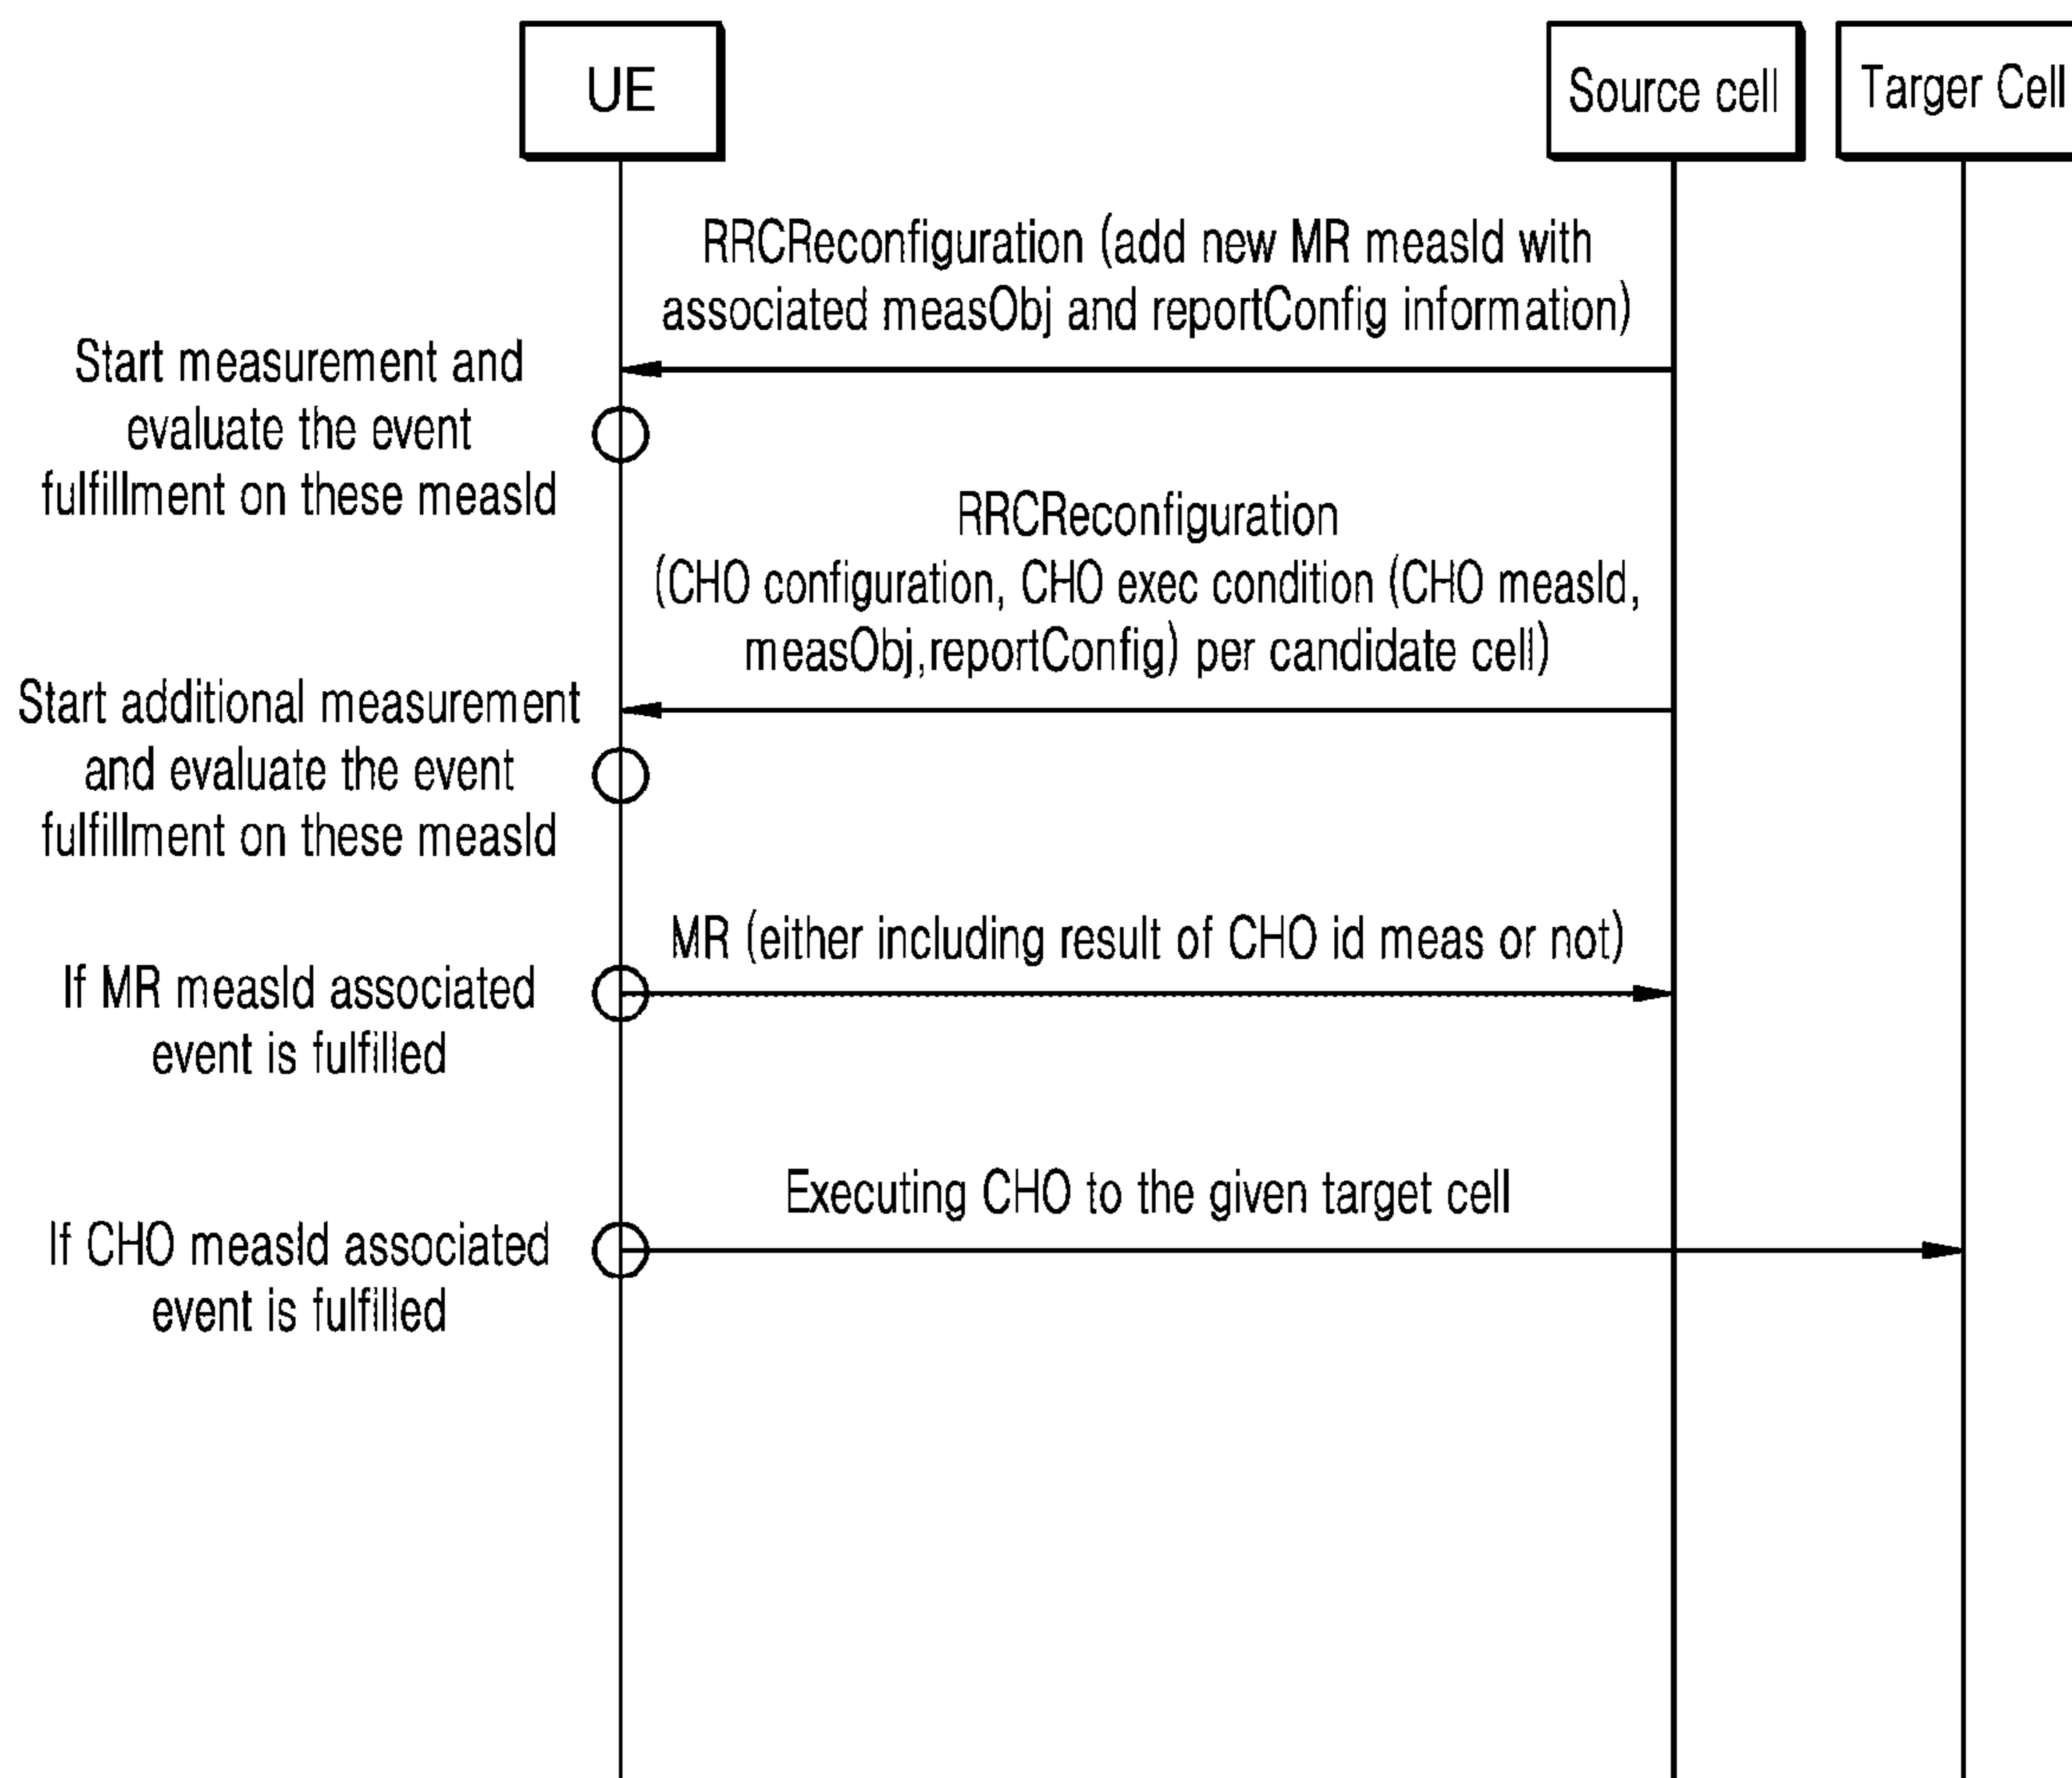 UE
Source cell
Targer Cell
RRCReconfiguration (add new MR measId with
associated measObj and reportConfig information)
Start measurement and
evaluate the event
fulfillment on these measId
RRCReconfiguration
(CHO configuration, CHO exec condition (CHO measId,
measObj,reportConfig) per candidate cell)
Start additional measurement
and evaluate the event
fulfillment on these measId
MR (either including result of CHO id meas or not)
If MR measId associated
event is fulfilled
Executing CHO to the given target cell
If CHO measId associated
event is fulfilled